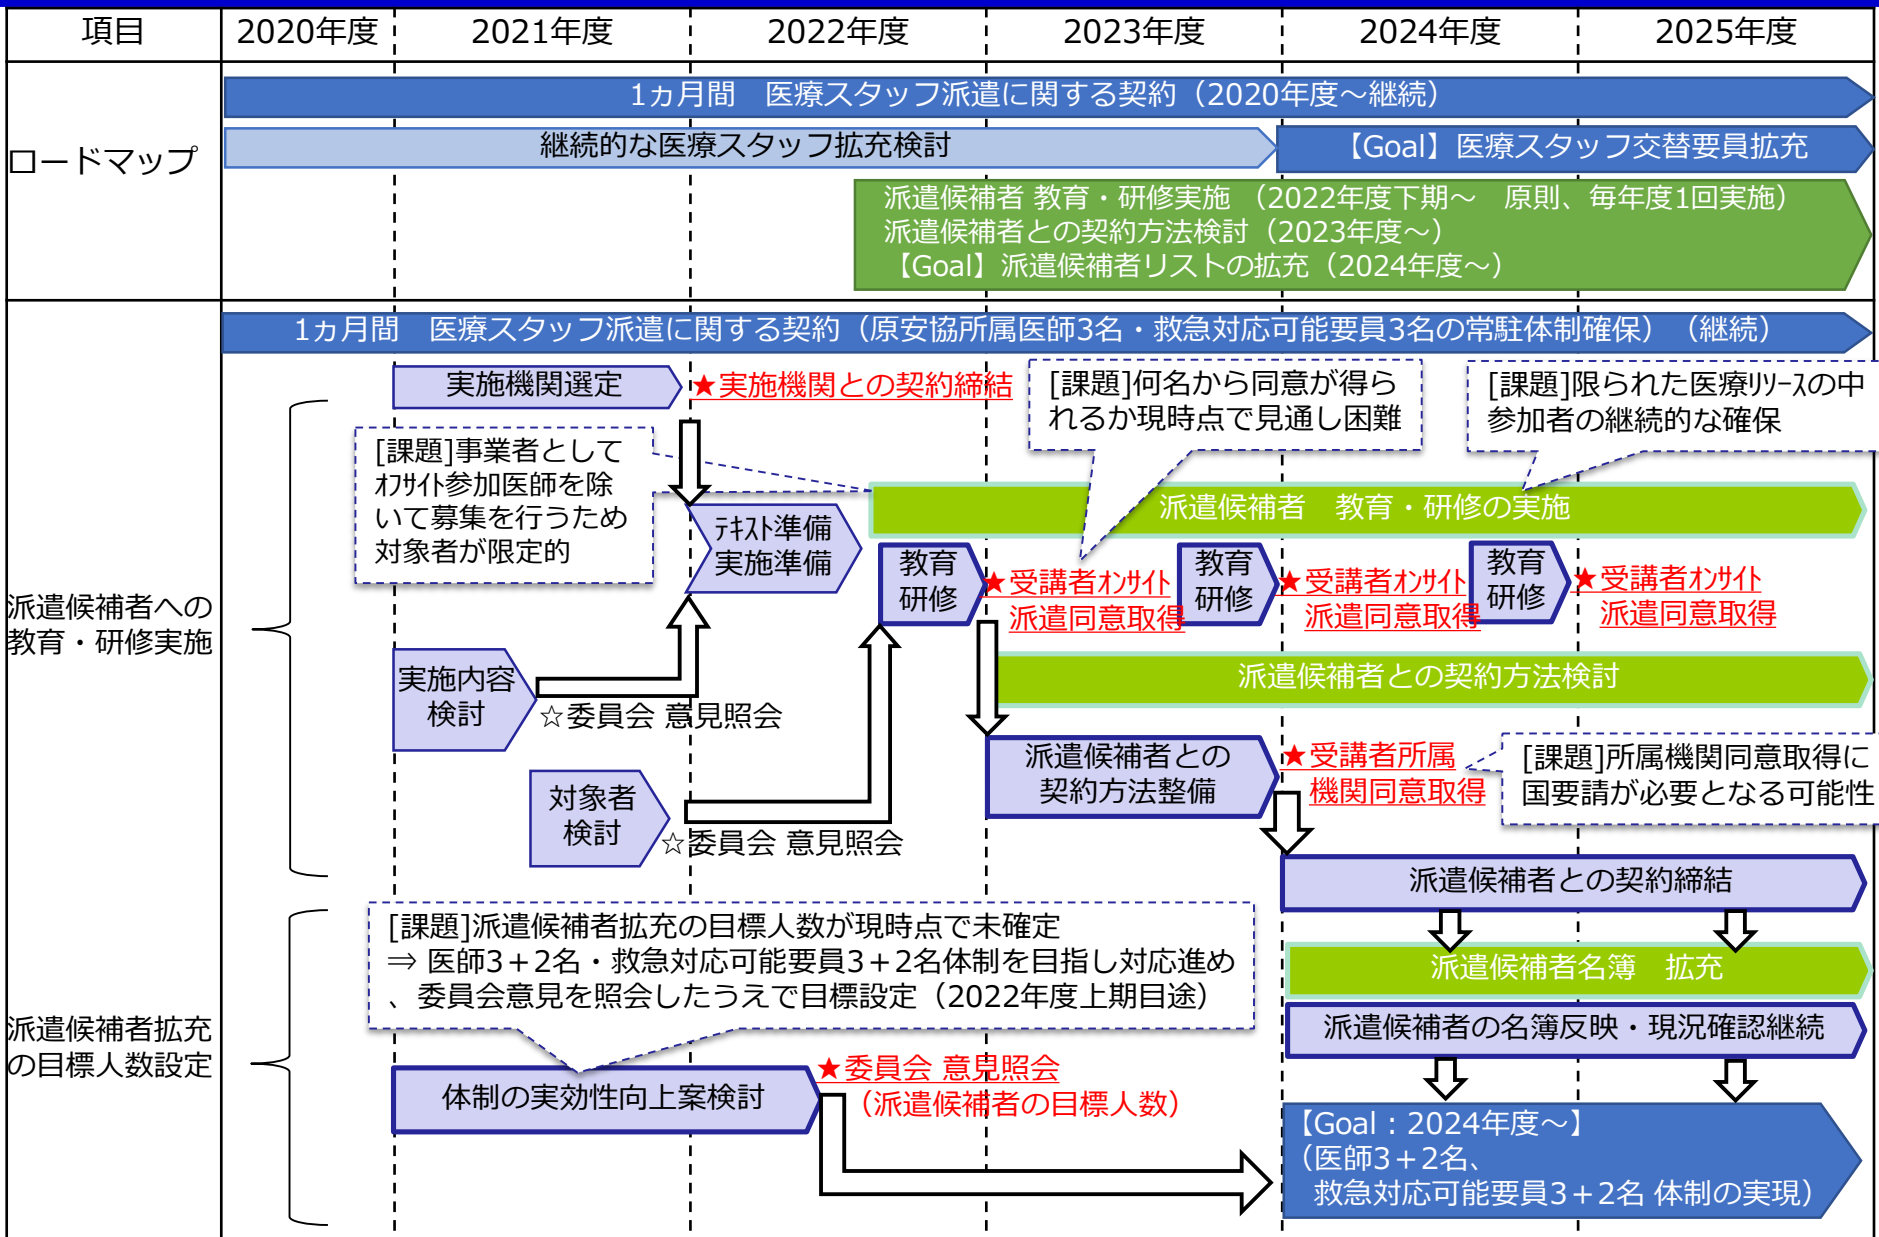 項目
2020年度
2021年度
2022年度
2023年度
2024年度
2025年度
ロードマップ
1ヵ月間　医療スタッフ派遣に関する契約（2020年度～継続）
継続的な医療スタッフ拡充検討
【Goal】医療スタッフ交替要員拡充
派遣候補者 教育・研修実施 （2022年度下期～　原則、毎年度1回実施）
派遣候補者との契約方法検討（2023年度～）
【Goal】派遣候補者リストの拡充（2024年度～）
派遣候補者への
教育・研修実施
1ヵ月間　医療スタッフ派遣に関する契約（原安協所属医師3名・救急対応可能要員3名の常駐体制確保）（継続）
実施機関選定
★実施機関との契約締結
[課題]何名から同意が得ら
れるか現時点で見通し困難
[課題]限られた医療ﾘｿｰｽの中
参加者の継続的な確保
[課題]事業者として
ｵﾌｻｲﾄ参加医師を除
いて募集を行うため
対象者が限定的
派遣候補者　教育・研修の実施
ﾃｷｽﾄ準備
実施準備
教育
研修
★受講者ｵﾝｻｲﾄ
派遣同意取得
教育
研修
★受講者ｵﾝｻｲﾄ
派遣同意取得
教育
研修
★受講者ｵﾝｻｲﾄ
派遣同意取得
実施内容
検討
☆委員会 意見照会
派遣候補者との契約方法検討
対象者
検討
☆委員会 意見照会
派遣候補者との
契約方法整備
★受講者所属
機関同意取得
[課題]所属機関同意取得に
国要請が必要となる可能性
派遣候補者との契約締結
派遣候補者拡充
の目標人数設定
[課題]派遣候補者拡充の目標人数が現時点で未確定
⇒ 医師3＋2名・救急対応可能要員3＋2名体制を目指し対応進め
、委員会意見を照会したうえで目標設定（2022年度上期目途）
派遣候補者名簿　拡充
派遣候補者の名簿反映・現況確認継続
体制の実効性向上案検討
★委員会 意見照会
（派遣候補者の目標人数）
【Goal：2024年度～】
（医師3＋2名、
救急対応可能要員3＋2名 体制の実現）